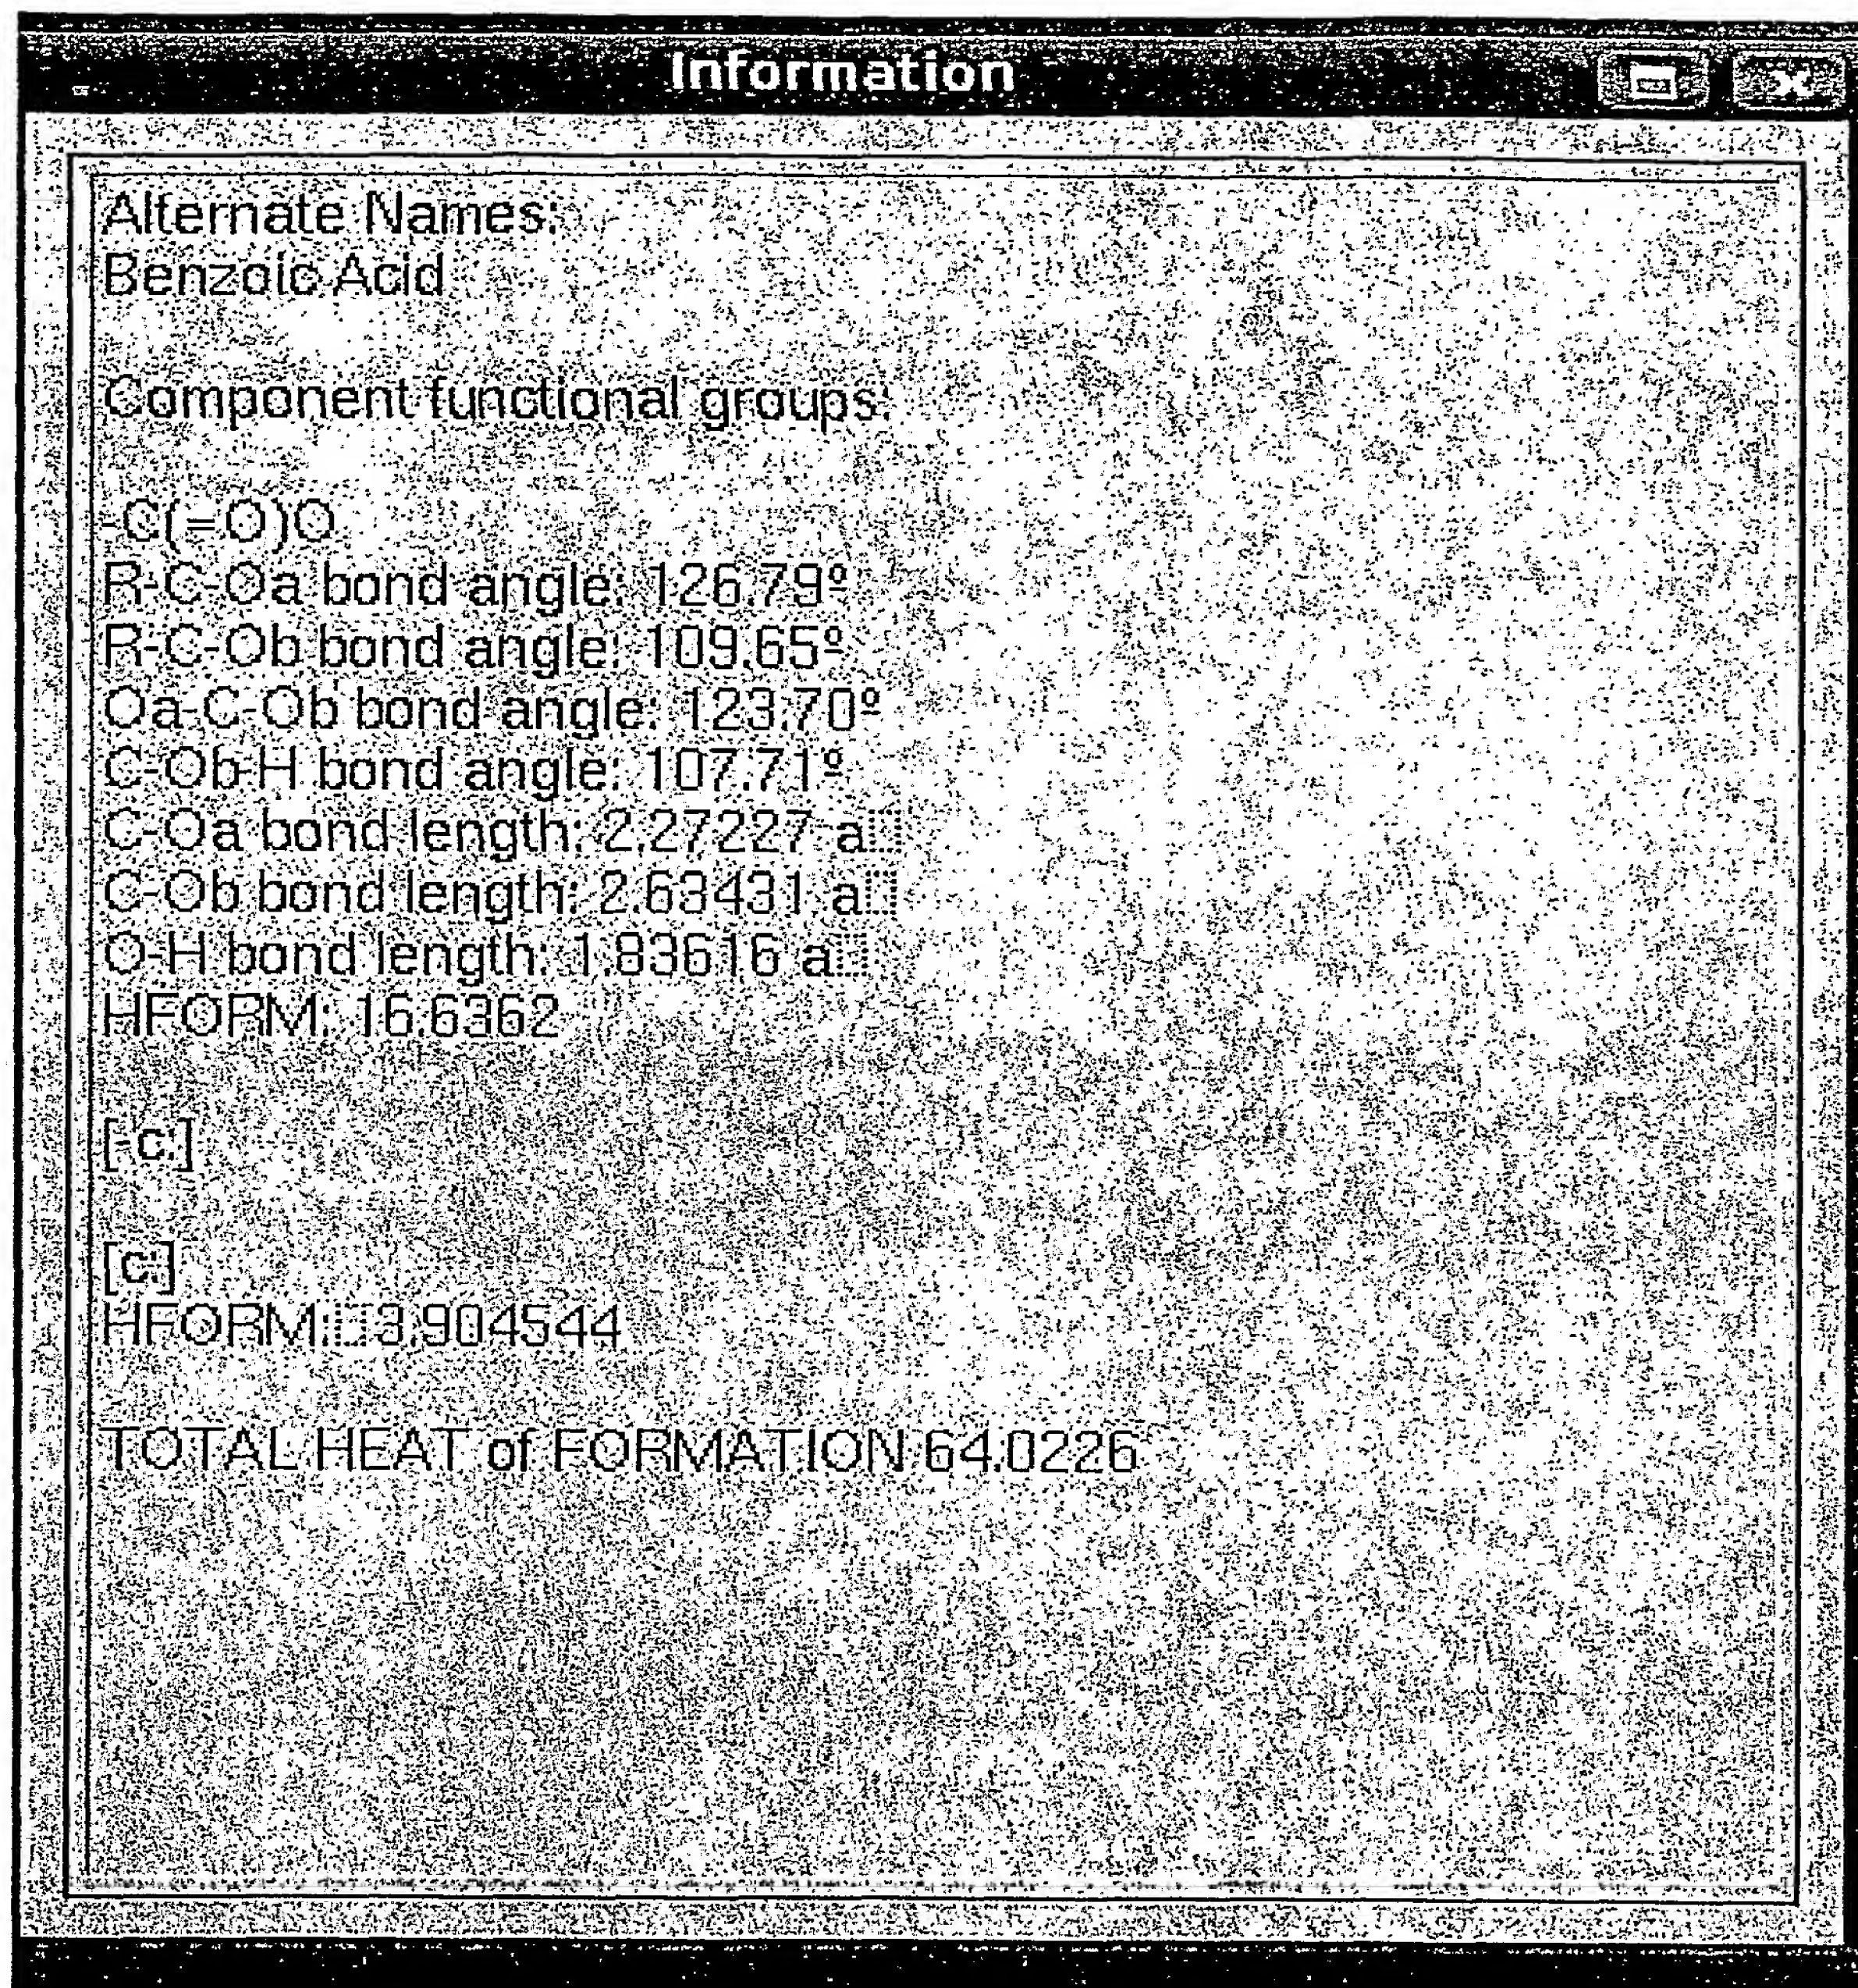 Information
Alternate Names:
Benzoic Acid
Component functional groups:
-C(=O)O
R-C-Oa bond angle: 126.79º
R-C-Ob bond angle: 109.65º
Oa-C-Ob bond angle: 123.70º
C-Ob-H bond angle: 107.71º
C-Oa bond length: 2.27227 a
C-Ob bond length: 2.63431 a
O-H bond length: 1.83616 a
HFORM: 16.6362
[-c:]
[c:]
HFORM: 3.904544
TOTAL HEAT of FORMATION 64.0226